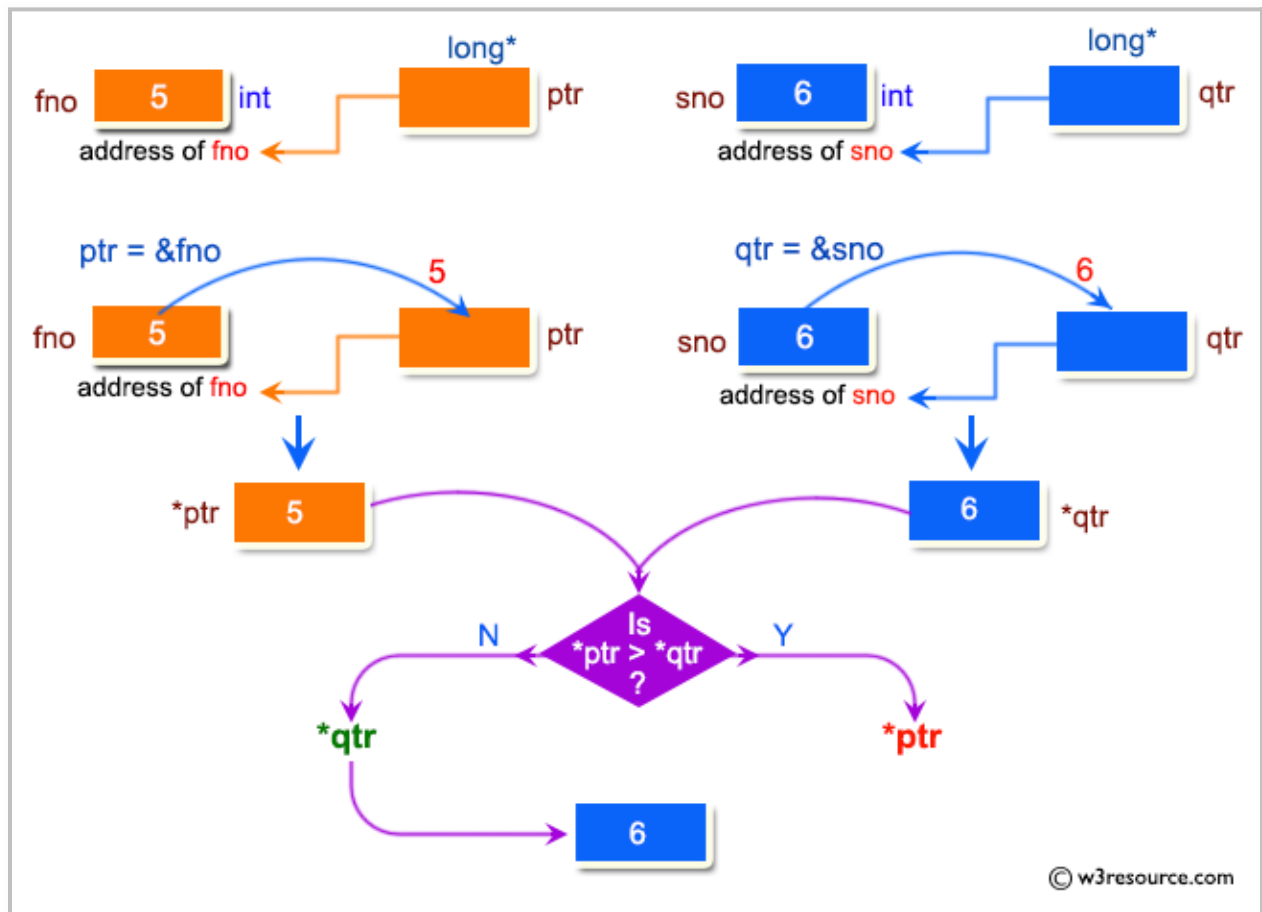 long*
long*
fno 5 int
ptr
sno 6 int
qtr
address of fno
address of sno
ptr = &fno
5
qtr = &sno
6
fno 5
ptr
sno 6
qtr
address of fno
address of sno
*ptr 5
6 *qtr
Is
*ptr > *qtr
?
N
Y
*qtr
*ptr
6
© w3resource.com